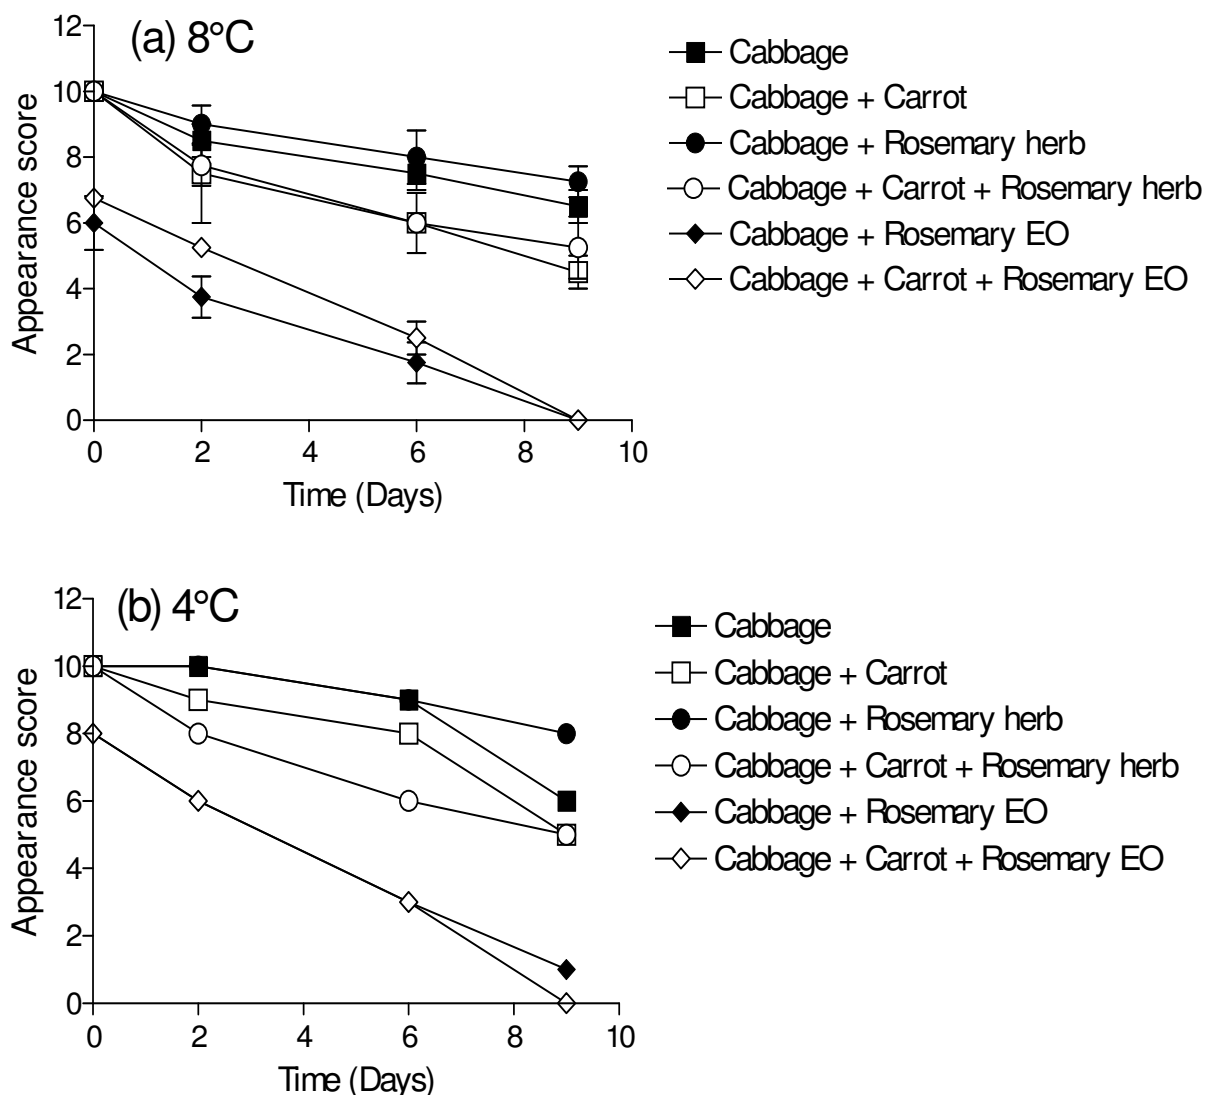 (a) 8°C
12
10
8
6
4
2
0
Appearance score
0 2 4 6 8 10
Time (Days)
Cabbage
Cabbage + Carrot
Cabbage + Rosemary herb
Cabbage + Carrot + Rosemary herb
Cabbage + Rosemary EO
Cabbage + Carrot + Rosemary EO
(b) 4°C
12
10
8
6
4
2
0
Appearance score
0 2 4 6 8 10
Time (Days)
Cabbage
Cabbage + Carrot
Cabbage + Rosemary herb
Cabbage + Carrot + Rosemary herb
Cabbage + Rosemary EO
Cabbage + Carrot + Rosemary EO